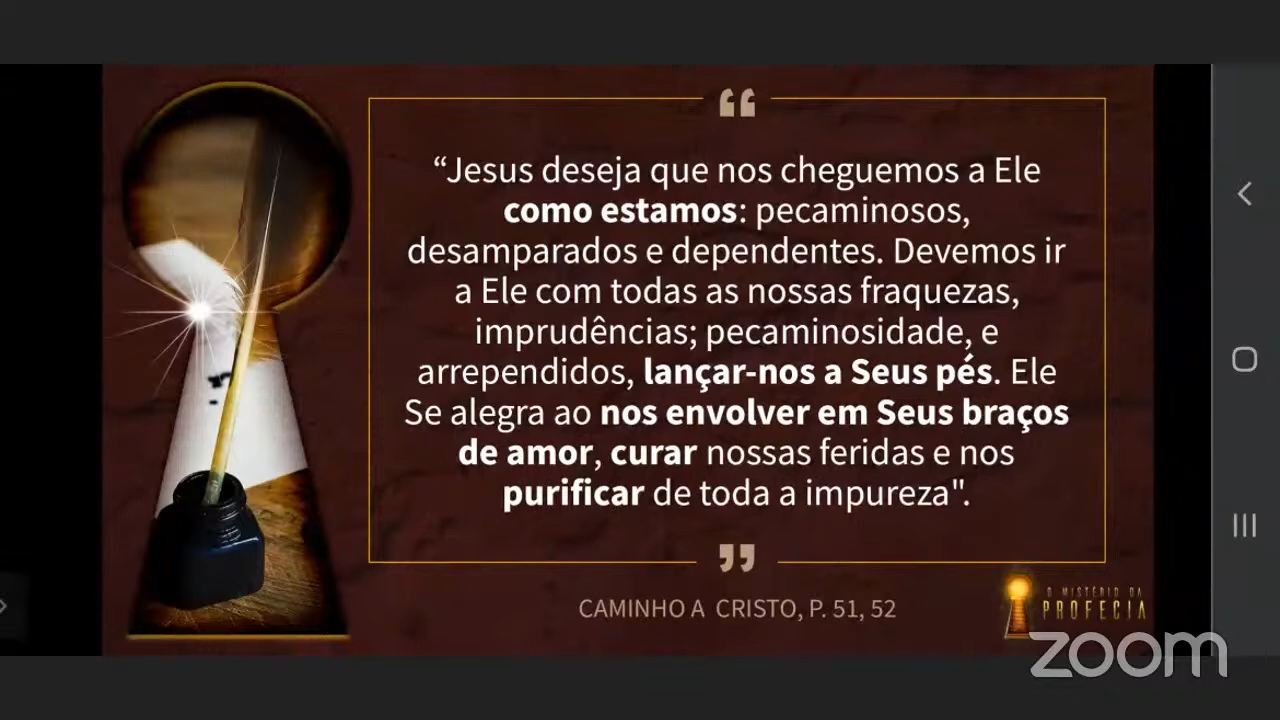 “Jesus deseja que nos cheguemos a Ele
como estamos: pecaminosos,
desamparados e dependentes. Devemos ir
a Ele com todas as nossas fraquezas,
imprudências; pecaminosidade, e
arrependidos, lançar-nos a Seus pés. Ele
Se alegra ao nos envolver em Seus braços
de amor, curar nossas feridas e nos
purificar de toda a impureza".
CAMINHO A CRISTO, P. 51, 52
O MISTÉRIO DA
PROFECIA
zoom